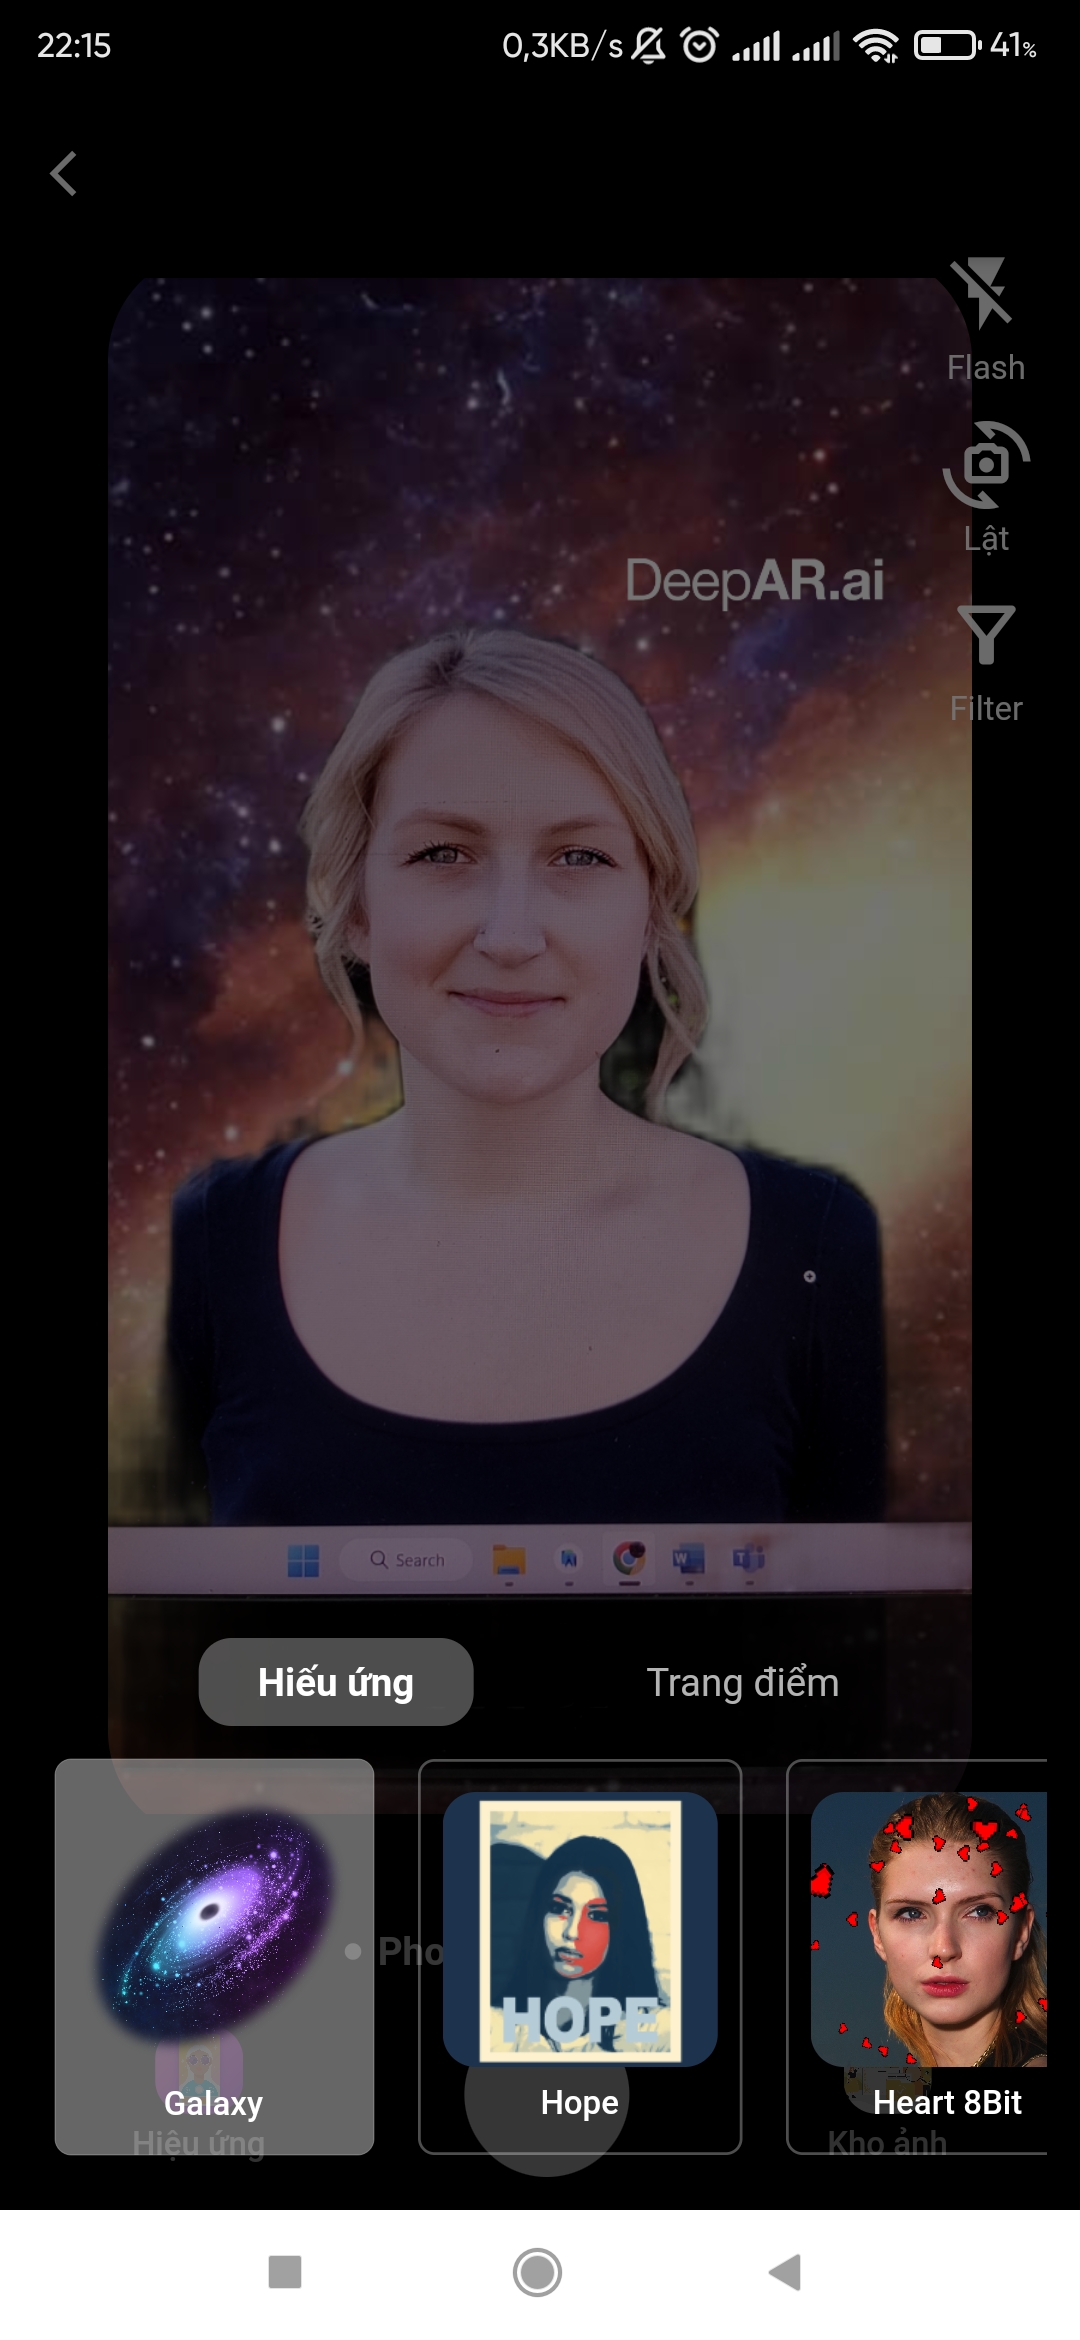 22:15
0,3KB/s
41%
Flash
Lật
DeepAR.ai
Filter
Search
Hiếu ứng
Trang điểm
Pho
HOPE
Galaxy
Hope
Heart 8Bit
Hiệu ứng
Kho ảnh